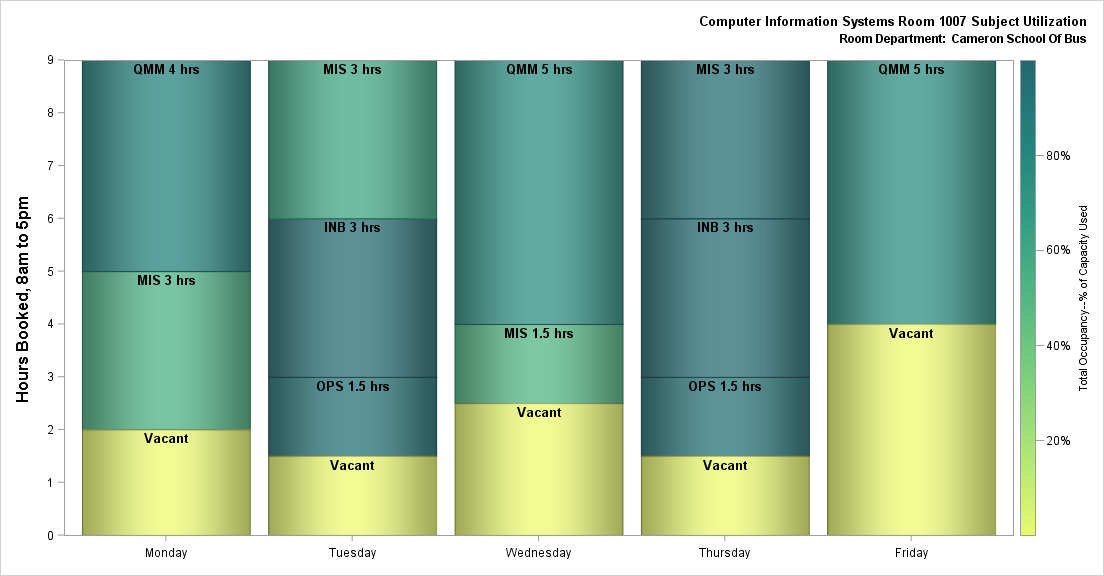 Computer Information Systems Room 1007 Subject Utilization
Room Department: Cameron School Of Bus
Hours Booked, 8am to 5pm
9
8
7
6
5
4
3
2
1
0
QMM 4 hrs
MIS 3 hrs
Vacant
MIS 3 hrs
INB 3 hrs
OPS 1.5 hrs
Vacant
QMM 5 hrs
MIS 1.5 hrs
Vacant
MIS 3 hrs
INB 3 hrs
OPS 1.5 hrs
Vacant
QMM 5 hrs
Vacant
Monday
Tuesday
Wednesday
Thursday
Friday
80%
60%
40%
20%
Total Occupancy--% of Capacity Used